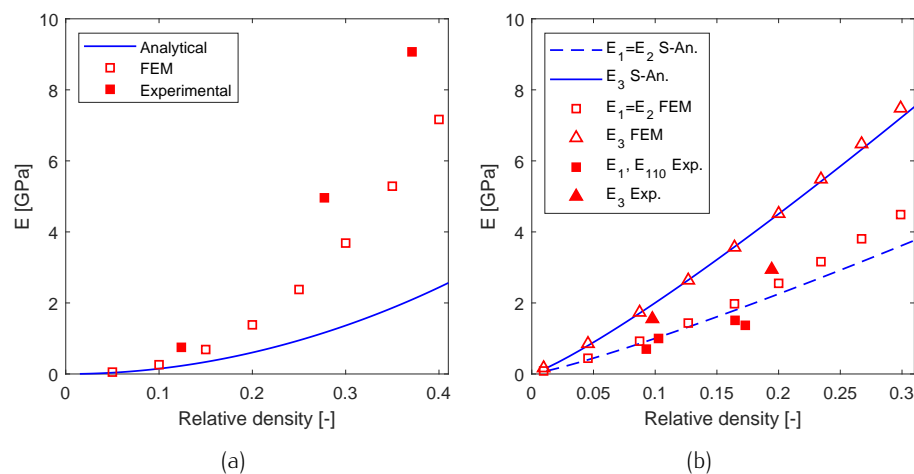 10
8
6
4
2
0
E [GPa]
0
0.1
0.2
0.3
0.4
Relative density [-]
Analytical
FEM
Experimental
(a)
10
8
6
4
2
0
E [GPa]
0
0.05
0.1
0.15
0.2
0.25
0.3
Relative density [-]
E1=E2 S-An.
E3 S-An.
E1=E2 FEM
E3 FEM
E1, E110 Exp.
E3 Exp.
(b)